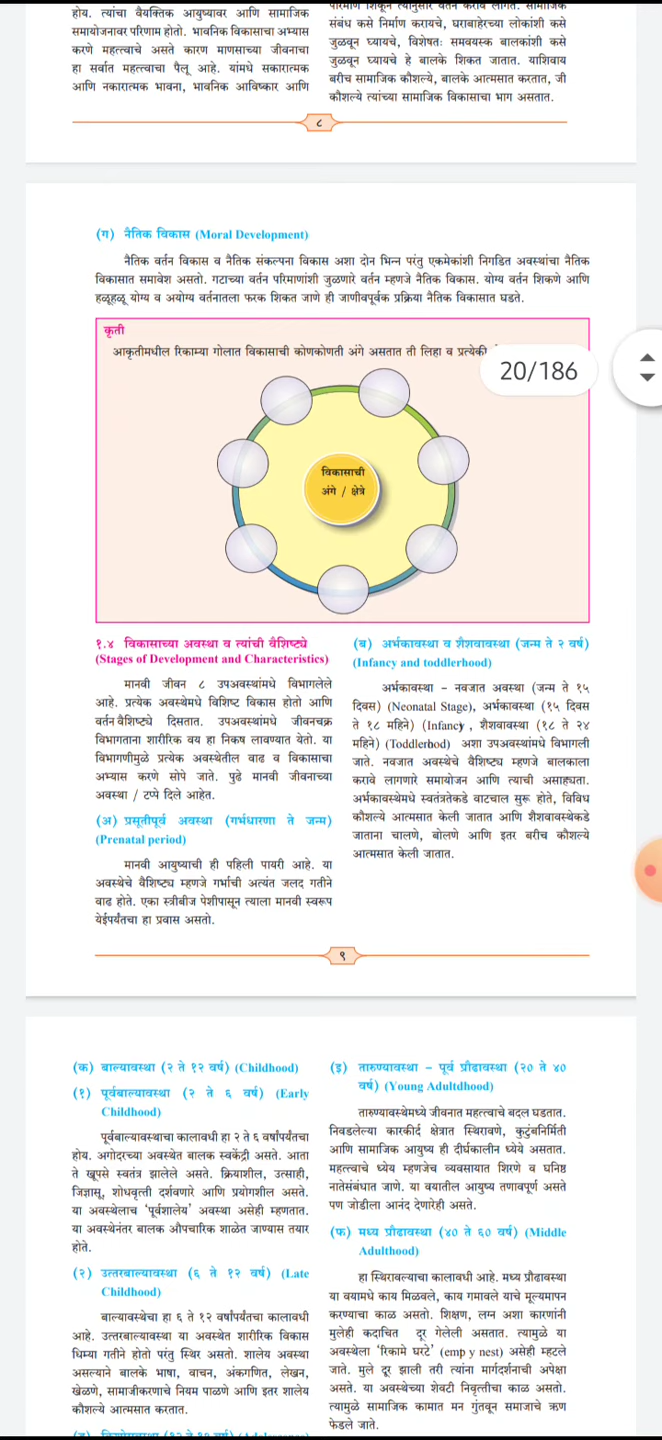 होय. त्यांचा वैयक्तिक आयुष्यावर आणि सामाजिक
समायोजनावर परिणाम होतो. भावनिक विकासाचा अभ्यास
करणे महत्त्वाचे असते कारण माणसाच्या जीवनाचा
हा सर्वात महत्त्वाचा पैलू आहे. यांमधे सकारात्मक
आणि नकारात्मक भावना, भावनिक आविष्कार आणि
संबंध कसे निर्माण करायचे, घराबाहेरच्या लोकांशी कसे
जुळवून घ्यायचे, विशेषतः समवयस्क बालकांशी कसे
जुळवून घ्यायचे हे बालके शिकत जातात. याशिवाय
बरीच सामाजिक कौशल्ये, बालके आत्मसात करतात, जी
कौशल्ये त्यांच्या सामाजिक विकासाचा भाग असतात.
८
(ग) नैतिक विकास (Moral Development)
नैतिक वर्तन विकास व नैतिक संकल्पना विकास अशा दोन भिन्न परंतु एकमेकांशी निगडित अवस्थांचा नैतिक
विकासात समावेश असतो. गटाच्या वर्तन परिमाणांशी जुळणारे वर्तन म्हणजे नैतिक विकास. योग्य वर्तन शिकणे आणि
हळूहळू योग्य व अयोग्य वर्तनातला फरक शिकत जाणे ही जाणीवपूर्वक प्रक्रिया नैतिक विकासात घडते.
कृती
आकृतीमधील रिकाम्या गोलात विकासाची कोणकोणती अंगे असतात ती लिहा व प्रत्येकी
20/186
विकासाची
अंगे / क्षेत्रे
१.४ विकासाच्या अवस्था व त्यांची वैशिष्ट्ये
(Stages of Development and Characteristics)
मानवी जीवन ८ उपअवस्थांमधे विभागलेले
आहे. प्रत्येक अवस्थेमधे विशिष्ट विकास होतो आणि
वर्तन वैशिष्ट्ये दिसतात. उपअवस्थांमधे जीवनचक्र
विभागताना शारीरिक वय हा निकष लावण्यात येतो. या
विभागणीमुळे प्रत्येक अवस्थेतील वाढ व विकासाचा
अभ्यास करणे सोपे जाते. पुढे मानवी जीवनाच्या
अवस्था / टप्पे दिले आहेत.
(अ) प्रसूतीपूर्व अवस्था (गर्भधारणा ते जन्म)
(Prenatal period)
मानवी आयुष्याची ही पहिली पायरी आहे. या
अवस्थेचे वैशिष्ट्य म्हणजे गर्भाची अत्यंत जलद गतीने
वाढ होते. एका स्त्रीबीज पेशीपासून त्याला मानवी स्वरूप
येईपर्यंतचा हा प्रवास असतो.
(ब) अर्भकावस्था व शैशवावस्था (जन्म ते २ वर्ष)
(Infancy and toddlerhood)
अर्भकावस्था - नवजात अवस्था (जन्म ते १५
दिवस) (Neonatal Stage), अर्भकावस्था (१५ दिवस
ते १८ महिने) (Infancy , शैशवावस्था (१८ ते २४
महिने) (Toddlerhod) अशा उपअवस्थांमधे विभागली
जाते. नवजात अवस्थेचे वैशिष्ट्य म्हणजे बालकाला
करावे लागणारे समायोजन आणि त्याची असाहाय्यता.
अर्भकावस्थेमधे स्वतंत्रतेकडे वाटचाल सुरू होते, विविध
कौशल्ये आत्मसात केली जातात आणि शैशवावस्थेकडे
जाताना चालणे, बोलणे आणि इतर बरीच कौशल्ये
आत्मसात केली जातात.
९
(क) बाल्यावस्था (२ ते १२ वर्ष) (Childhood)
(१) पूर्वबाल्यावस्था (२ ते ६ वर्ष) (Early
Childhood)
पूर्वबाल्यावस्थाचा कालावधी हा २ ते ६ वर्षांपर्यंतचा
होय. अगोदरच्या अवस्थेत बालक स्वकेंद्री असते. आता
ते खूपसे स्वतंत्र झालेले असते. क्रियाशील, उत्साही,
जिज्ञासू, शोधवृत्ती दर्शवणारे आणि प्रयोगशील असते.
या अवस्थेलाच ‘पूर्वशालेय’ अवस्था असेही म्हणतात.
या अवस्थेनंतर बालक औपचारिक शाळेत जाण्यास तयार
होते.
(२) उत्तरबाल्यावस्था (६ ते १२ वर्ष) (Late
Childhood)
बाल्यावस्थेचा हा ६ ते १२ वर्षांपर्यंतचा कालावधी
आहे. उत्तरबाल्यावस्था या अवस्थेत शारीरिक विकास
धिम्या गतीने होतो परंतु स्थिर असतो. शालेय अवस्था
असल्याने बालके भाषा, वाचन, अंकगणित, लेखन,
खेळणे, सामाजीकरणाचे नियम पाळणे आणि इतर शालेय
कौशल्ये आत्मसात करतात.
(इ) तारुण्यावस्था - पूर्व प्रौढावस्था (२० ते ४०
वर्ष) (Young Adultdhood)
तारुण्यावस्थेमध्ये जीवनात महत्त्वाचे बदल घडतात.
निवडलेल्या कारकीर्द क्षेत्रात स्थिरावणे, कुटुंबनिर्मिती
आणि सामाजिक आयुष्य ही दीर्घकालीन ध्येये असतात.
महत्त्वाचे ध्येय म्हणजेच व्यवसायात शिरणे व घनिष्ठ
नातेसंबंधात जाणे. या वयातील आयुष्य तणावपूर्ण असते
पण जोडीला आनंद देणारेही असते.
(फ) मध्य प्रौढावस्था (४० ते ६० वर्ष) (Middle
Adulthood)
हा स्थिरावल्याचा कालावधी आहे. मध्य प्रौढावस्था
या वयामधे काय मिळवले, काय गमावले याचे मूल्यमापन
करण्याचा काळ असतो. शिक्षण, लग्न अशा कारणांनी
मुलेही कदाचित दूर गेलेली असतात. त्यामुळे या
अवस्थेला ‘रिकामे घरटे’ (emp y nest) असेही म्हटले
जाते. मुले दूर झाली तरी त्यांना मार्गदर्शनाची अपेक्षा
असते. या अवस्थेच्या शेवटी निवृत्तीचा काळ असतो.
त्यामुळे सामाजिक कामात मन गुंतवून समाजाचे ऋण
फेडले जाते.